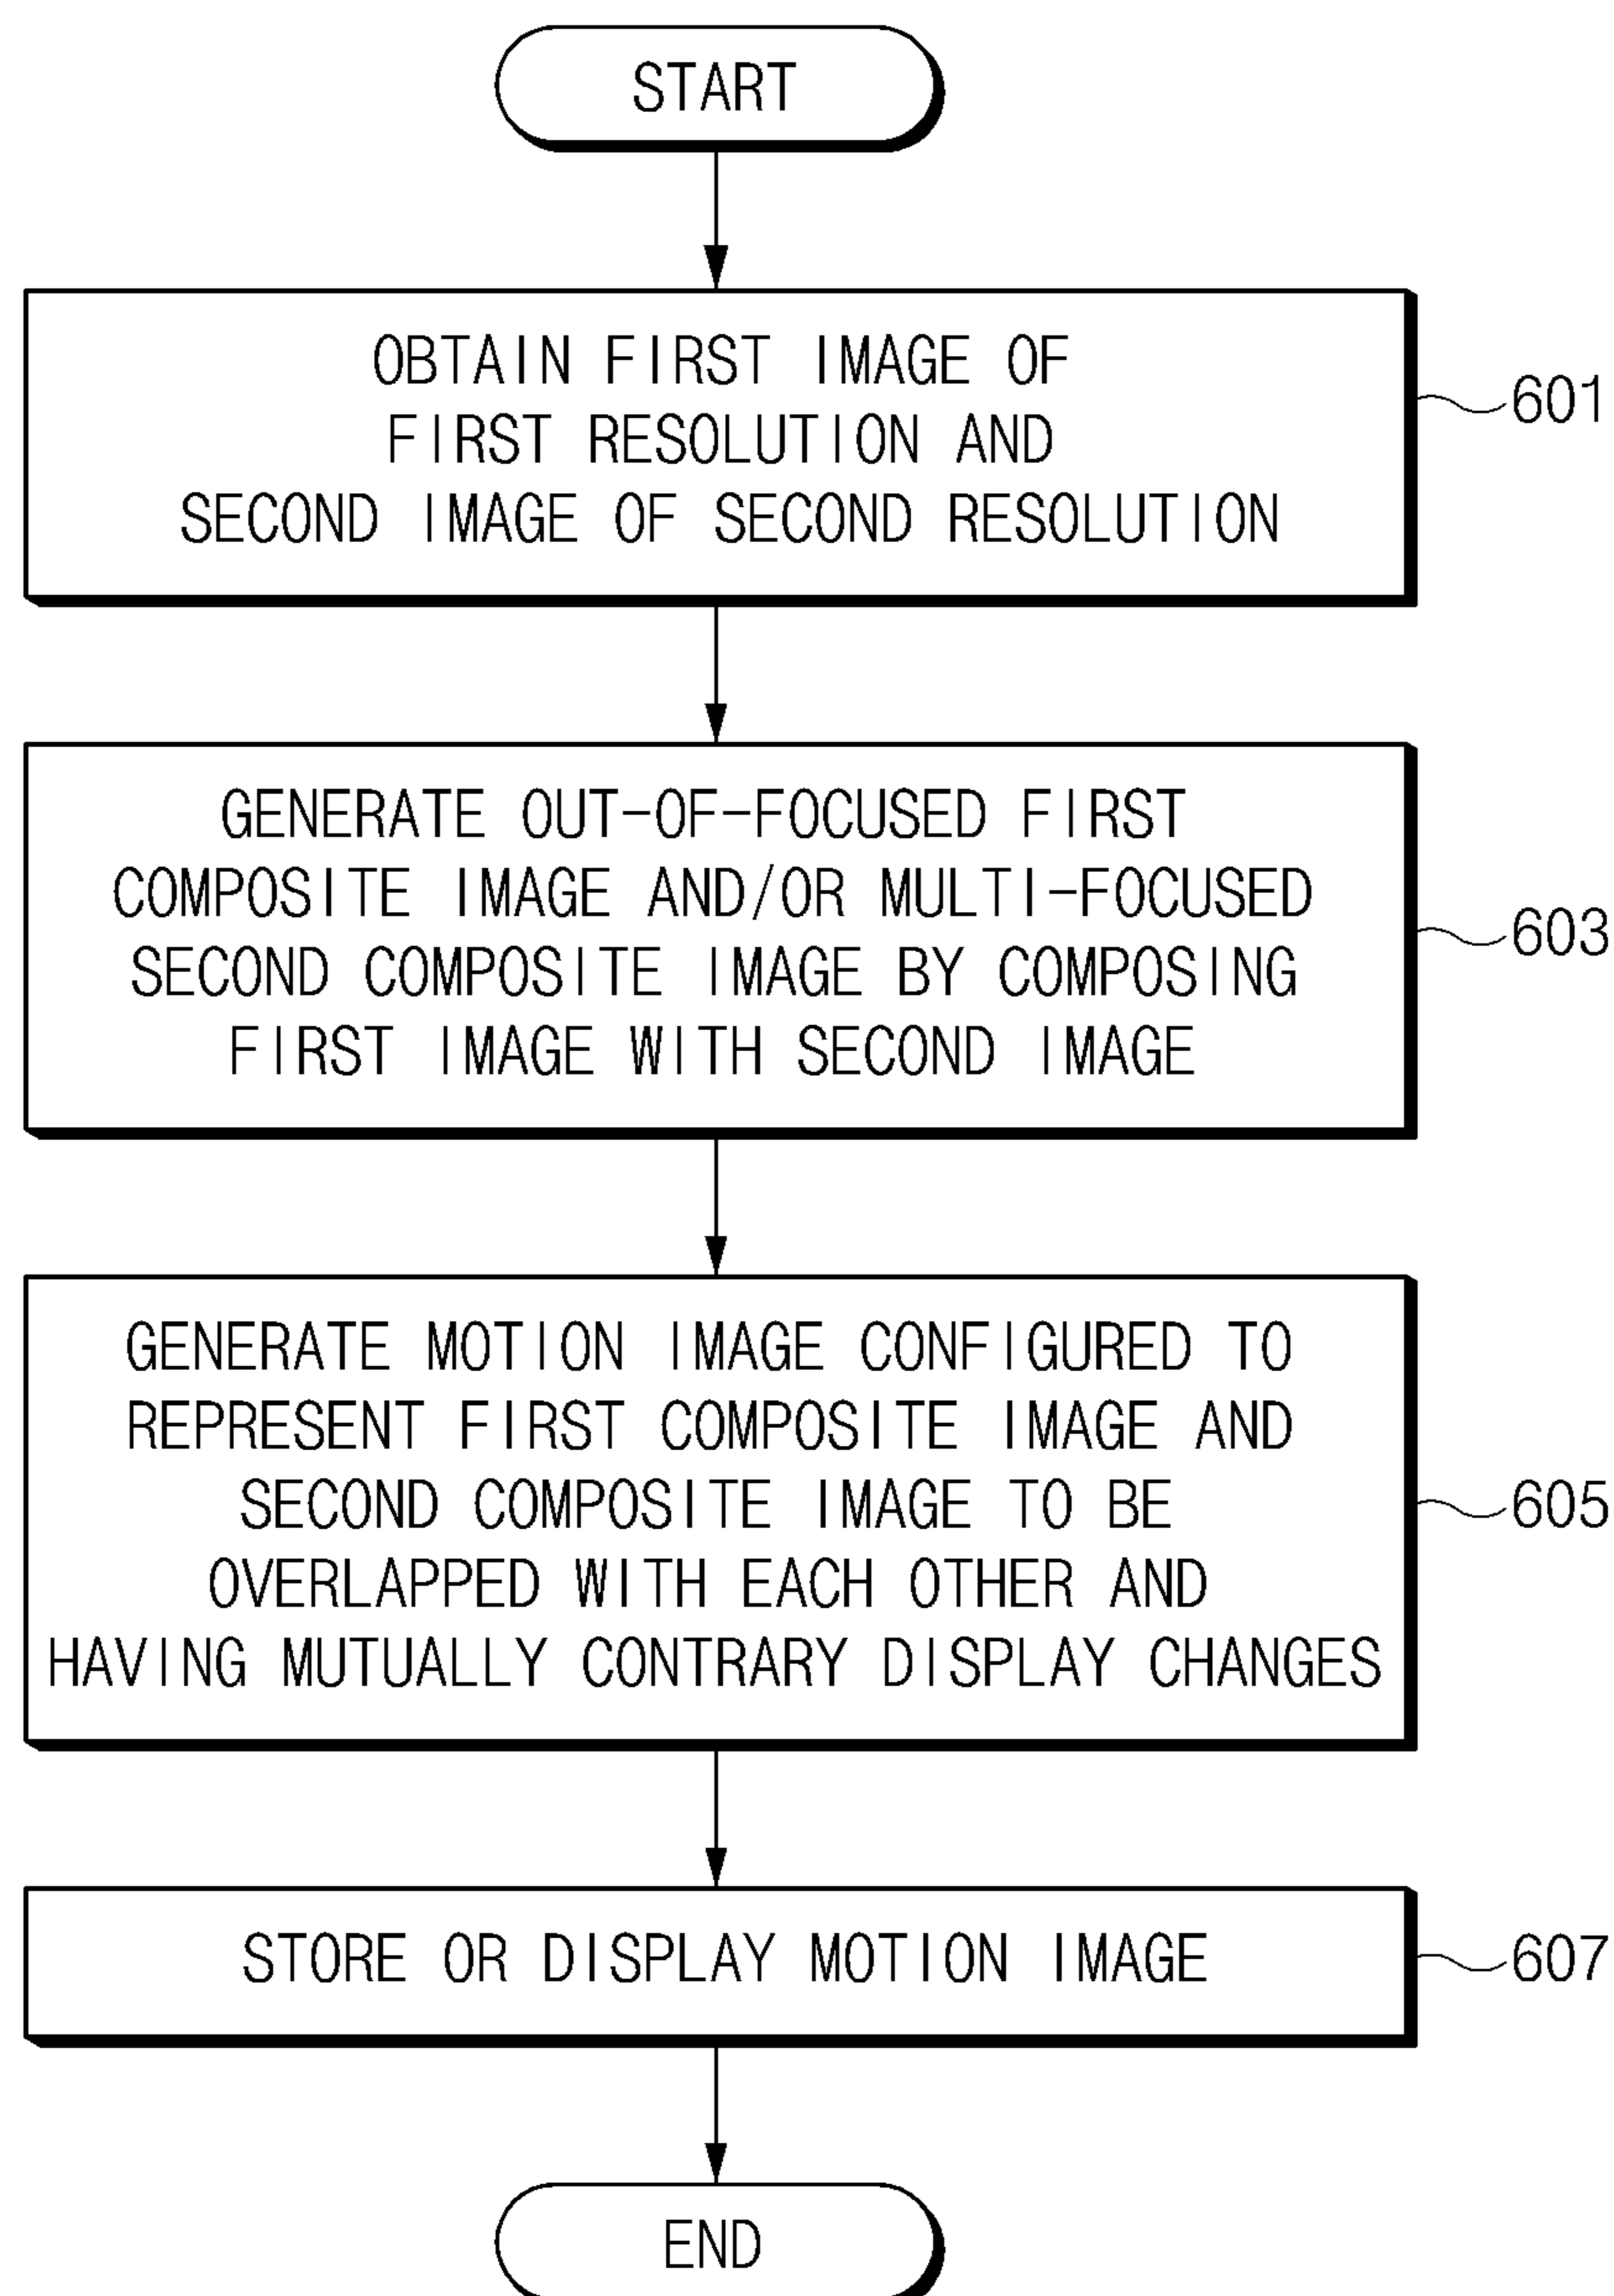 START
OBTAIN FIRST IMAGE OF
FIRST RESOLUTION AND
SECOND IMAGE OF SECOND RESOLUTION
601
GENERATE OUT-OF-FOCUSED FIRST
COMPOSITE IMAGE AND/OR MULTI-FOCUSED
SECOND COMPOSITE IMAGE BY COMPOSING
FIRST IMAGE WITH SECOND IMAGE
603
GENERATE MOTION IMAGE CONFIGURED TO
REPRESENT FIRST COMPOSITE IMAGE AND
SECOND COMPOSITE IMAGE TO BE
OVERLAPPED WITH EACH OTHER AND
HAVING MUTUALLY CONTRARY DISPLAY CHANGES
605
STORE OR DISPLAY MOTION IMAGE
607
END